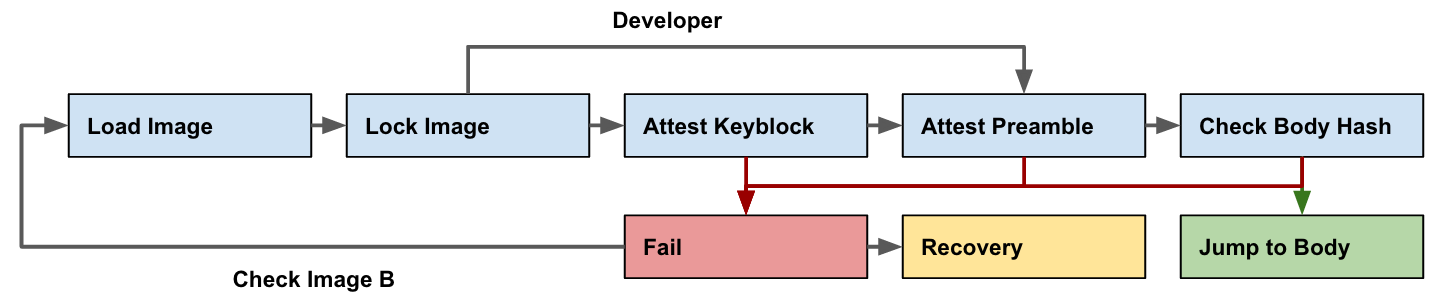 Developer
Load Image
Lock Image
Attest Keyblock
Attest Preamble
Check Body Hash
Fail
Recovery
Jump to Body
Check Image B